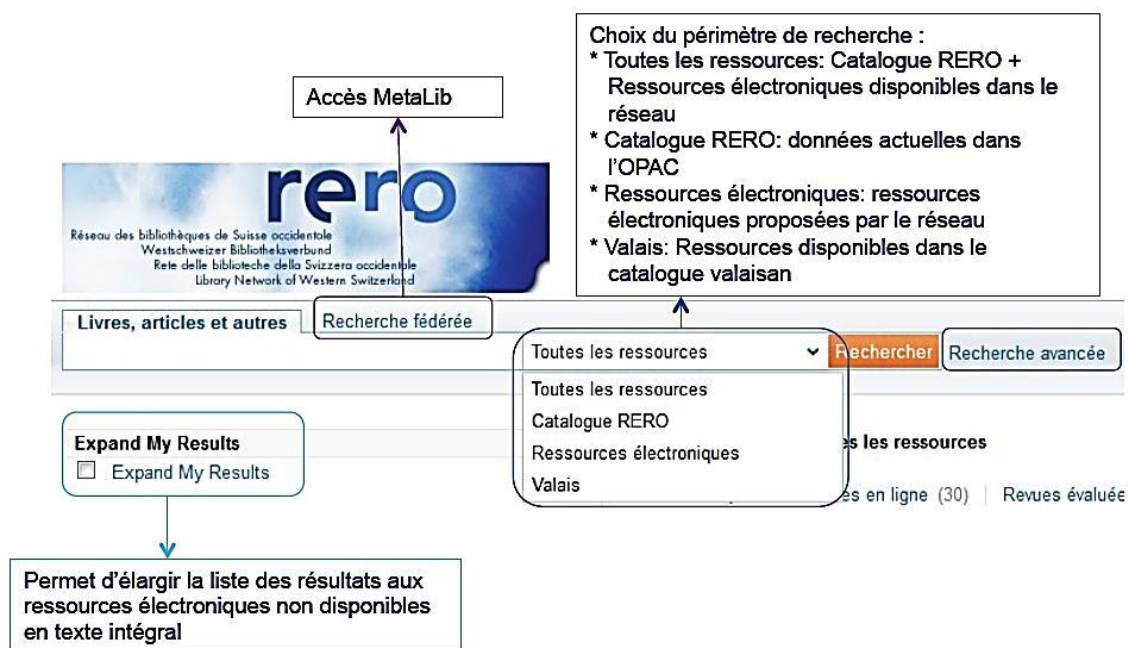 Choix du périmètre de recherche :
* Toutes les ressources: Catalogue RERO +
Ressources électroniques disponibles dans le
réseau
* Catalogue RERO: données actuelles dans
l'OPAC
* Ressources électroniques: ressources
électroniques proposées par le réseau
* Valais: Ressources disponibles dans le
catalogue valaisan
Accès MetaLib
rero
Réseau des bibliothèques de Suisse occidentale
Westschweizer Bibliotheksverbund
Rete delle biblioteche della Svizzera occidentale
Library Network of Western Switzerland
Livres, articles et autres Recherche fédérée
Toutes les ressources Rechercher Recherche avancée
Toutes les ressources
Catalogue RERO
Ressources électroniques
Valais
Expand My Results
Expand My Results
les ressources
en ligne (30) Revues évaluée
Permet d'élargir la liste des résultats aux
ressources électroniques non disponibles
en texte intégral